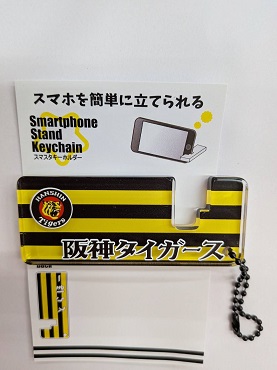 スマホを簡単に立てられる
Smartphone
Stand
Keychain
スマスタキーホルダー
HANSHIN
Tigers
阪神タイガース